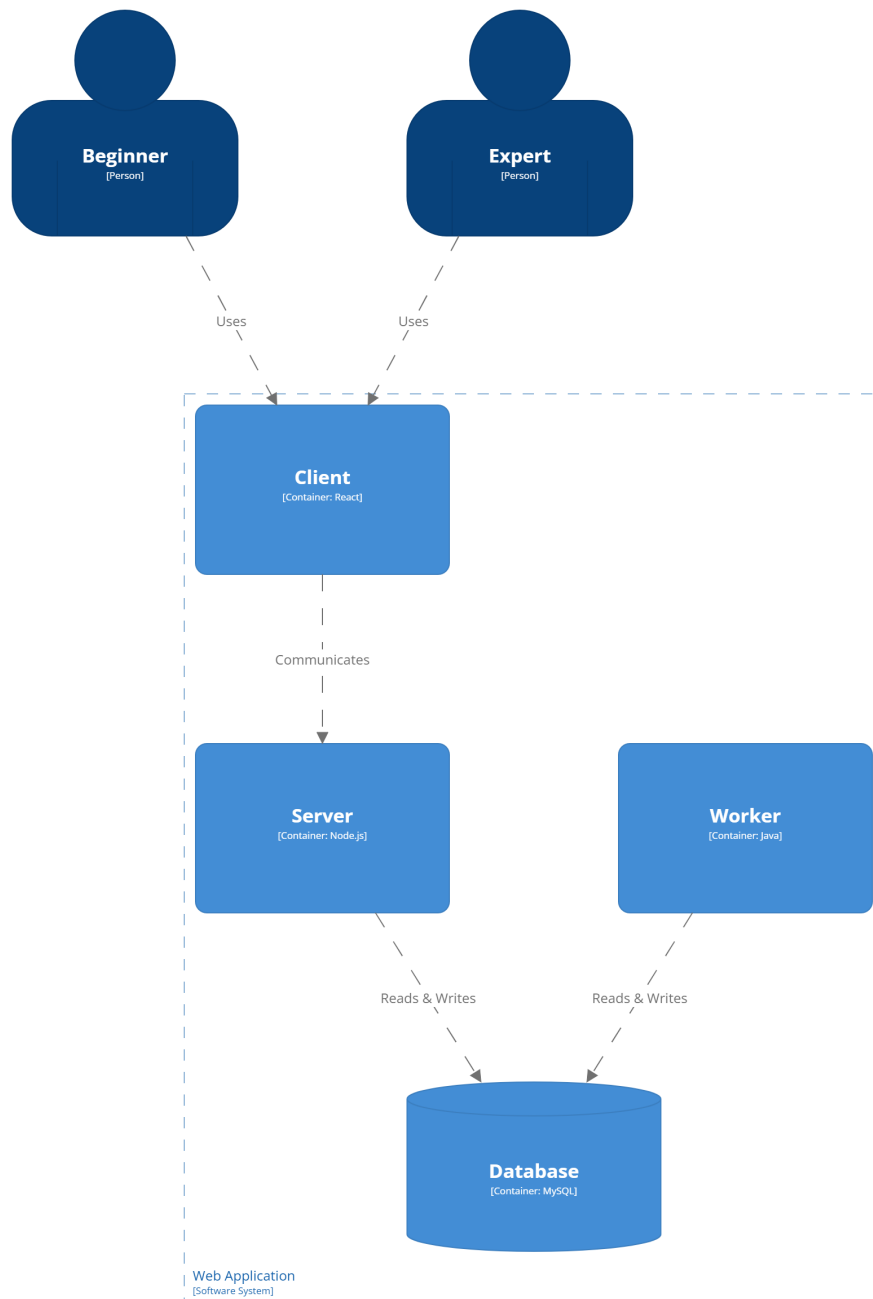 Beginner
[Person]
Expert
[Person]
Uses
Uses
Client
[Container: React]
Communicates
Server
[Container: Node.js]
Worker
[Container: Java]
Reads & Writes
Reads & Writes
Database
[Container: MySQL]
Web Application
[Software System]